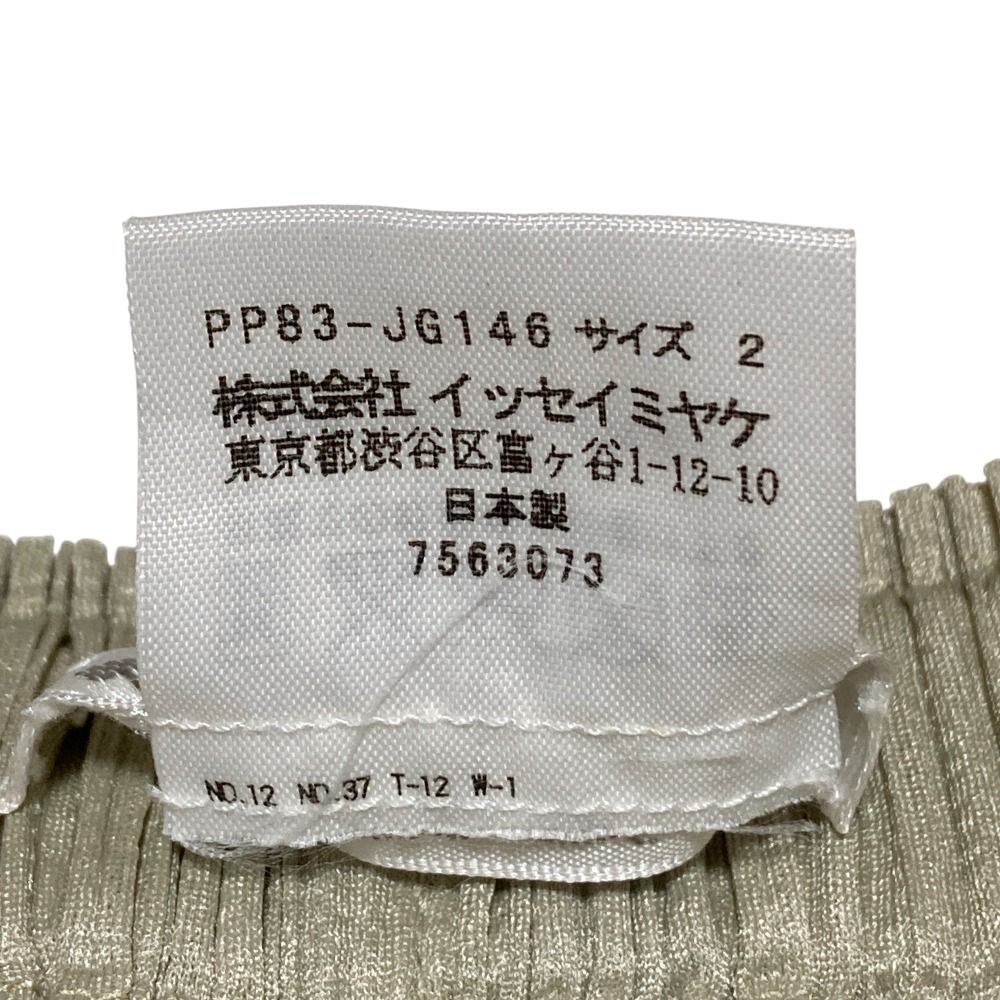 PP83-JG146 サイズ 2
株式会社 イッセイミヤケ
東京都渋谷区富ヶ谷1-12-10
日本製
7563073
NO.12 NO.37 T-12 W-1